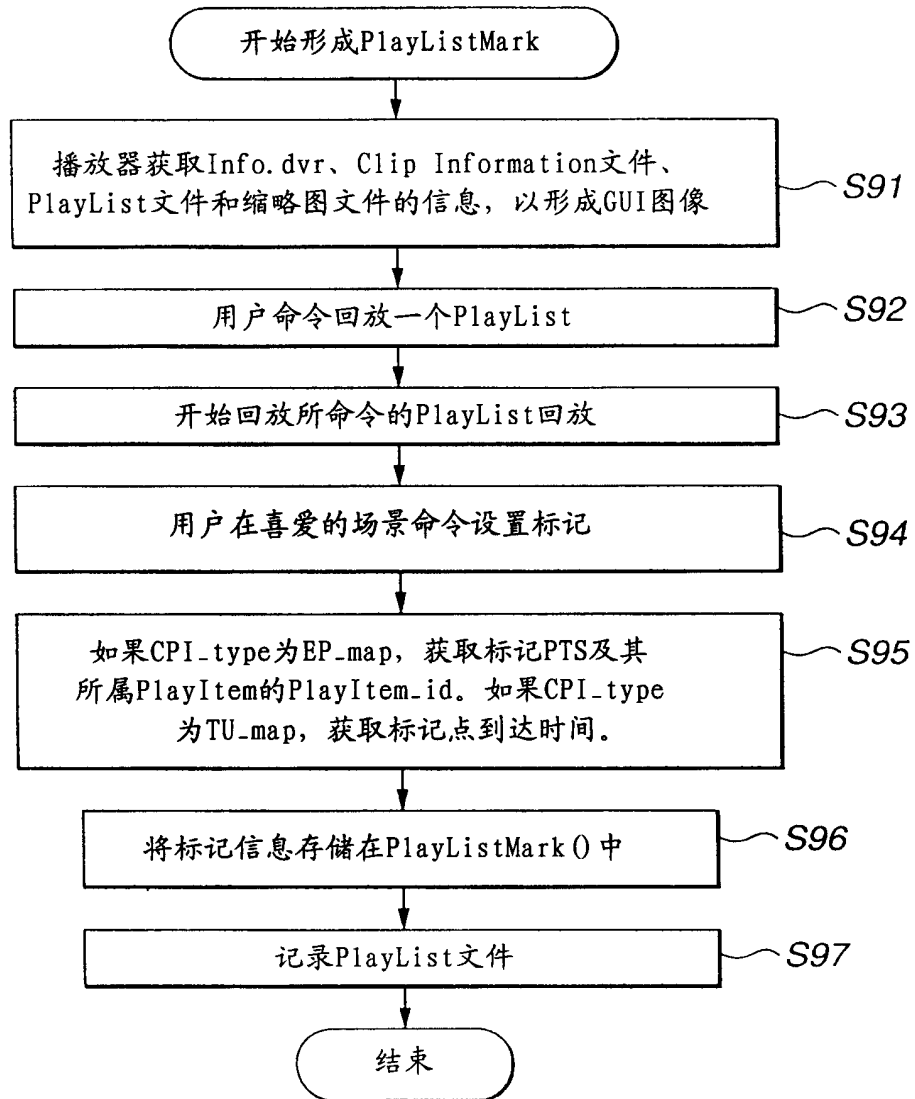 开始形成PlayListMark
播放器获取Info.dvr、Clip Information文件、
PlayList文件和缩略图文件的信息，以形成GUI图像
S91
用户命令回放一个PlayList
S92
开始回放所命令的PlayList回放
S93
用户在喜爱的场景命令设置标记
S94
如果CPI_type为EP_map，获取标记PTS及其
所属PlayItem的PlayItem_id。如果CPI_type
为TU_map，获取标记点到达时间。
S95
将标记信息存储在PlayListMark()中
S96
记录PlayList文件
S97
结束